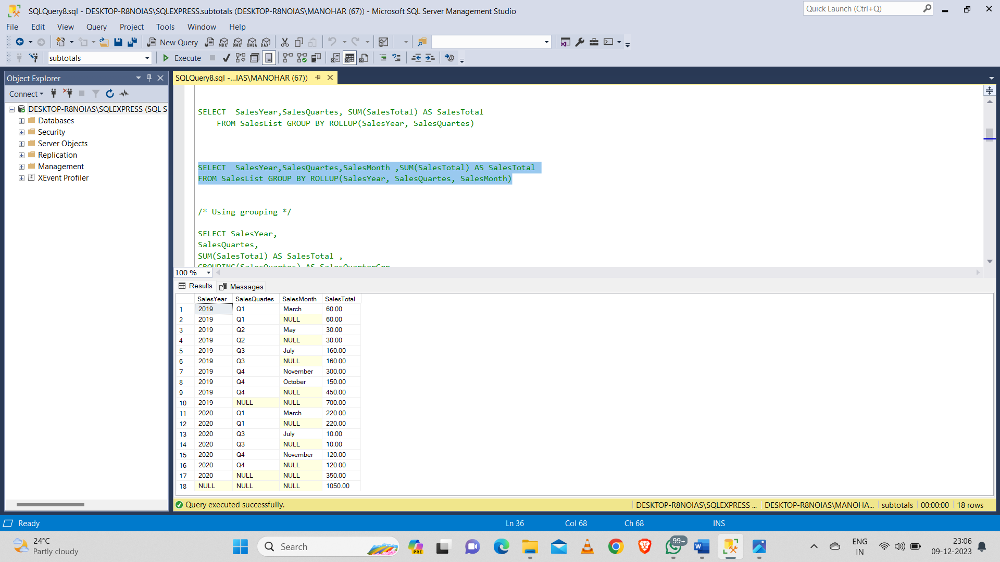 SQLQuery8.sql - DESKTOP-R8NOIAS\SQLEXPRESS.subtotals (DESKTOP-R8NOIAS\MANOHAR (67)) - Microsoft SQL Server Management Studio
Quick Launch (Ctrl+Q)
File Edit View Query Project Tools Window Help
New Query MDX DMX XMLA DAX
subtotals Execute
Object Explorer
SQLQuery8.sql -...IAS\MANOHAR (67))
Connect
DESKTOP-R8NOIAS\SQLEXPRESS (SQL S
Databases
Security
Server Objects
Replication
Management
XEvent Profiler
SELECT  SalesYear,SalesQuartes, SUM(SalesTotal) AS SalesTotal
FROM SalesList GROUP BY ROLLUP(SalesYear, SalesQuartes)
SELECT  SalesYear,SalesQuartes,SalesMonth ,SUM(SalesTotal) AS SalesTotal
FROM SalesList GROUP BY ROLLUP(SalesYear, SalesQuartes, SalesMonth)
/* Using grouping */
SELECT SalesYear,
SalesQuartes,
SUM(SalesTotal) AS SalesTotal ,
GROUPING(SalesQuartes) AS SalesQuarterGrp
100 %
Results Messages
SalesYear SalesQuartes SalesMonth SalesTotal
1 2019 Q1 March 60.00
2 2019 Q1 NULL 60.00
3 2019 Q2 May 30.00
4 2019 Q2 NULL 30.00
5 2019 Q3 July 160.00
6 2019 Q3 NULL 160.00
7 2019 Q4 November 300.00
8 2019 Q4 October 150.00
9 2019 Q4 NULL 450.00
10 2019 NULL NULL 700.00
11 2020 Q1 March 220.00
12 2020 Q1 NULL 220.00
13 2020 Q3 July 10.00
14 2020 Q3 NULL 10.00
15 2020 Q4 November 120.00
16 2020 Q4 NULL 120.00
17 2020 NULL NULL 350.00
18 NULL NULL NULL 1050.00
Query executed successfully. DESKTOP-R8NOIAS\SQLEXPRESS ... DESKTOP-R8NOIAS\MANOHA... subtotals 00:00:00 18 rows
Ready Ln 36 Col 68 Ch 68 INS
24°C
Partly cloudy
Search
PRE
99+
ENG
IN
23:06
09-12-2023